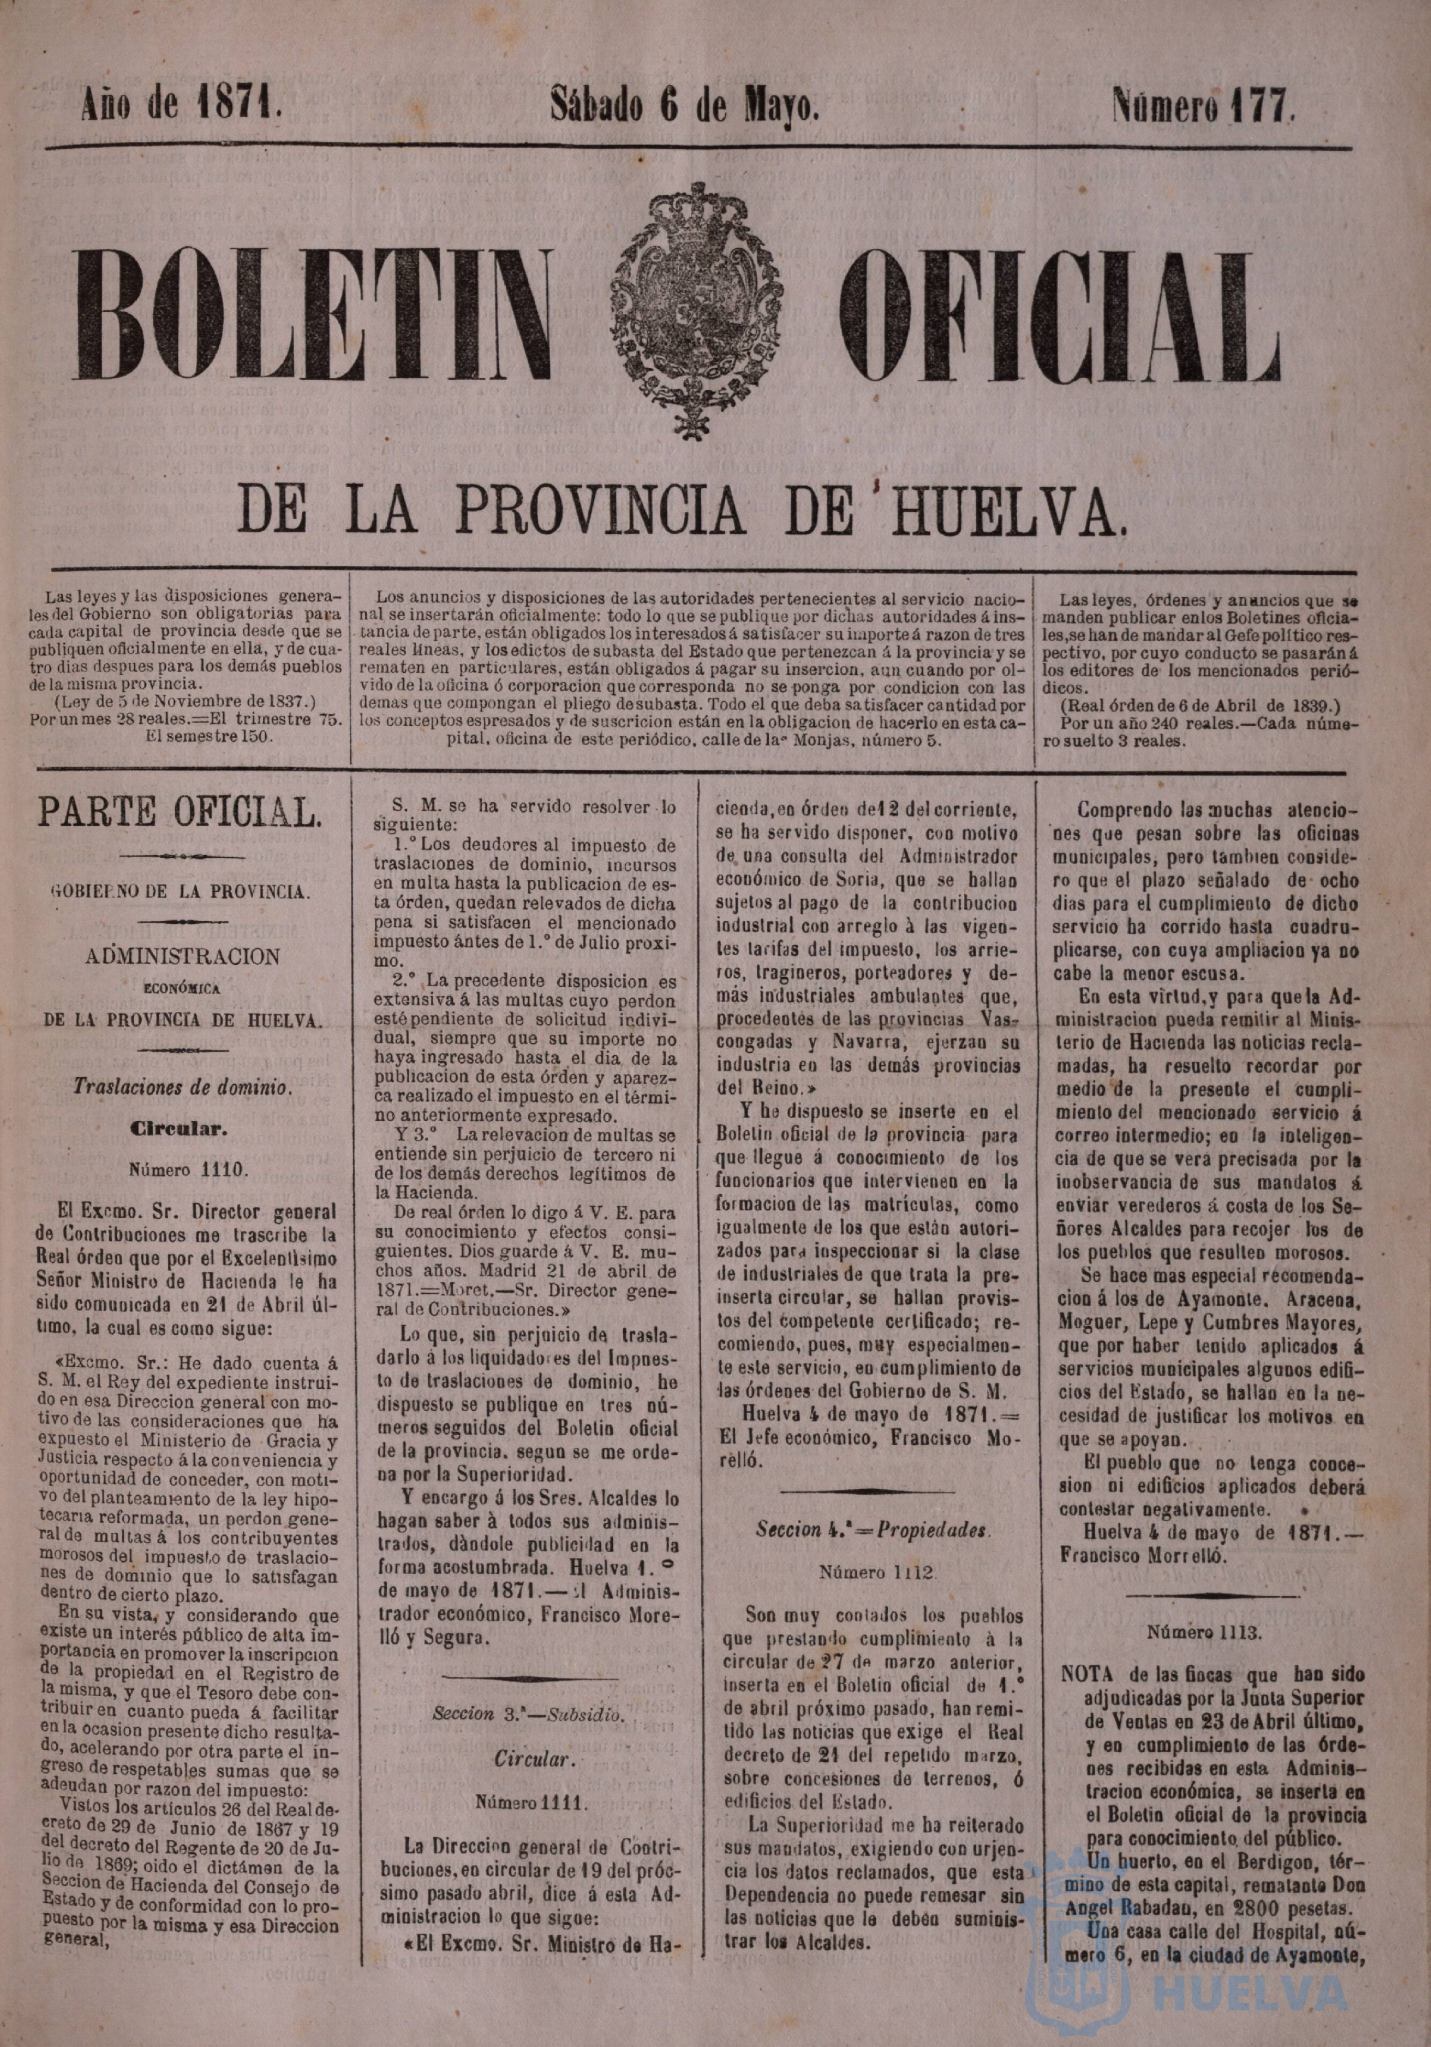 Año de 1871.
Sábado 6 de Mayo.
Número 177.
BOLETIN OFICIAL
DE LA PROVINCIA DE HUELVA.
Las leyes y las disposiciones genera-
les del Gobierno son obligatorias para
cada capital de provincia desde que se
publiquen oficialmente en ella, y de cua-
tro dias despues para los demás pueblos
de la misma provincia.
(Ley de 5 de Noviembre de 1837.)
Por un mes 28 reales.=El trimestre 75.
El semestre 150.
Los anuncios y disposiciones de las autoridades pertenecientes al servicio nacio-
nal se insertarán oficialmente: todo lo que se publique por dichas autoridades á ins-
tancia de parte, están obligados los interesados á satisfacer su importe á razon de tres
reales líneas, y los edictos de subasta del Estado que pertenezcan á la provincia y se
rematen en particulares, están obligados á pagar su insercion, aun cuando por ol-
vido de la oficina ó corporacion que corresponda no se ponga por condicion con las
demas que compongan el pliego de subasta. Todo el que deba satisfacer cantidad por
los conceptos espresados y de suscricion están en la obligacion de hacerlo en esta ca-
pital, oficina de este periódico, calle de las Monjas, número 5.
Las leyes, órdenes y anuncios que se
manden publicar enlos Boletines oficia-
les,se han de mandar al Gefe político res-
pectivo, por cuyo conducto se pasarán á
los editores de los mencionados perió-
dicos.
(Real órden de 6 de Abril de 1839.)
Por un año 240 reales.—Cada núme-
ro suelto 3 reales.
PARTE OFICIAL.
GOBIERNO DE LA PROVINCIA.
ADMINISTRACION
ECONÓMICA
DE LA PROVINCIA DE HUELVA.
Traslaciones de dominio.
Circular.
Número 1110.
El Excmo. Sr. Director general
de Contribuciones me trascribe la
Real órden que por el Excelentísimo
Señor Ministro de Hacienda le ha
sido comunicada en 21 de Abril úl-
timo, la cual es como sigue:
«Excmo. Sr.: He dado cuenta á
S. M. el Rey del expediente instrui-
do en esa Direccion general con mo-
tivo de las consideraciones que ha
expuesto el Ministerio de Gracia y
Justicia respecto á la conveniencia y
oportunidad de conceder, con moti-
vo del planteamiento de la ley hipo-
tecaria reformada, un perdon gene-
ral de multas á los contribuyentes
morosos del impuesto de traslacio-
nes de dominio que lo satisfagan
dentro de cierto plazo.
En su vista, y considerando que
existe un interés público de alta im-
portancia en promover la inscripcion
de la propiedad en el Registro de
la misma, y que el Tesoro debe con-
tribuir en cuanto pueda á facilitar
en la ocasion presente dicho resulta-
do, acelerando por otra parte el in-
greso de respetables sumas que se
adeudan por razon del impuesto:
Vistos los artículos 26 del Real de-
creto de 29 de Junio de 1867 y 19
del decreto del Regente de 20 de Ju-
lio de 1869; oido el dictámen de la
Seccion de Hacienda del Consejo de
Estado y de conformidad con lo pro-
puesto por la misma y esa Direccion
general,
S. M. se ha servido resolver lo
siguiente:
1.º Los deudores al impuesto de
traslaciones de dominio, incursos
en multa hasta la publicacion de es-
ta órden, quedan relevados de dicha
pena si satisfacen el mencionado
impuesto ántes de 1.º de Julio proxi-
mo.
2.º La precedente disposicion es
extensiva á las multas cuyo perdon
esté pendiente de solicitud indivi-
dual, siempre que su importe no
haya ingresado hasta el dia de la
publicacion de esta órden y aparez-
ca realizado el impuesto en el térmi-
no anteriormente expresado.
Y 3.º La relevacion de multas se
entiende sin perjuicio de tercero ni
de los demás derechos legítimos de
la Hacienda.
De real órden lo digo á V. E. para
su conocimiento y efectos consi-
guientes. Dios guarde á V. E. mu-
chos años. Madrid 21 de abril de
1871.=Moret.—Sr. Director gene-
ral de Contribuciones.»
Lo que, sin perjuicio de trasla-
darlo á los liquidadores del Impnes-
to de traslaciones de dominio, he
dispuesto se publique en tres nú-
meros seguidos del Boletin oficial
de la provincia, segun se me orde-
na por la Superioridad.
Y encargo á los Sres. Alcaldes lo
hagan saber à todos sus adminis-
trados, dàndole publicidad en la
forma acostumbrada. Huelva 1.º
de mayo de 1871.—El Adminis-
trador económico, Francisco More-
lló y Segura.
Seccion 3.ª—Subsidio.
Circular.
Número 1111.
La Direccion general de Contri-
buciones, en circular de 19 del próc-
simo pasado abril, dice á esta Ad-
ministracion lo que sigue:
«El Excmo. Sr. Ministro de Ha-
cienda, en órden de 12 del corriente,
se ha servido disponer, con motivo
de una consulta del Administrador
económico de Soria, que se hallan
sujetos al pago de la contribucion
industrial con arreglo à las vigen-
tes tarifas del impuesto, los arrie-
ros, tragineros, porteadores y de-
más industriales ambulantes que,
procedentes de las provincias Vas-
congadas y Navarra, ejerzan su
industria en las demás provincias
del Reino.»
Y he dispuesto se inserte en el
Boletin oficial de la provincia para
que llegue á conocimiento de los
funcionarios que intervienen en la
formacion de las matrículas, como
igualmente de los que están autori-
zados para inspeccionar si la clase
de industriales de que trata la pre-
inserta circular, se hallan provis-
tos del competente certificado; re-
comiendo, pues, muy especialmen-
te este servicio, en cumplimiento de
las órdenes del Gobierno de S. M.
Huelva 4 de mayo de 1871.=
El Jefe económico, Francisco Mo-
relló.
Seccion 4.ª=Propiedades.
Número 1112.
Son muy contados los pueblos
que prestando cumplimiento à la
circular de 27 de marzo anterior,
inserta en el Boletin oficial de 1.º
de abril próximo pasado, han remi-
tido las noticias que exige el Real
decreto de 21 del repetido marzo,
sobre concesiones de terrenos, ó
edificios del Estado.
La Superioridad me ha reiterado
sus mandatos, exigiendo con urjen-
cia los datos reclamados, que esta
Dependencia no puede remesar sin
las noticias que le deben suminis-
trar los Alcaldes.
Comprendo las muchas atencio-
nes que pesan sobre las oficinas
municipales, pero tambien conside-
ro que el plazo señalado de ocho
dias para el cumplimiento de dicho
servicio ha corrido hasta cuadru-
plicarse, con cuya ampliacion ya no
cabe la menor escusa.
En esta virtud, y para que la Ad-
ministracion pueda remitir al Minis-
terio de Hacienda las noticias recla-
madas, ha resuelto recordar por
medio de la presente el cumpli-
miento del mencionado servicio á
correo intermedio; en la inteligen-
cia de que se verá precisada por la
inobservancia de sus mandatos á
enviar verederos á costa de los Se-
ñores Alcaldes para recojer los de
los pueblos que resulten morosos.
Se hace mas especial recomenda-
cion á los de Ayamonte, Aracena,
Moguer, Lepe y Cumbres Mayores,
que por haber tenido aplicados á
servicios municipales algunos edifi-
cios del Estado, se hallan en la ne-
cesidad de justificar los motivos en
que se apoyan.
El pueblo que no tenga conce-
sion ni edificios aplicados deberá
contestar negativamente.
Huelva 4 de mayo de 1871.—
Francisco Morrelló.
Número 1113.
NOTA de las fincas que han sido
adjudicadas por la Junta Superior
de Ventas en 23 de Abril último,
y en cumplimiento de las órde-
nes recibidas en esta Adminis-
tracion económica, se inserta en
el Boletin oficial de la provincia
para conocimiento del público.
Un huerto, en el Berdigon, tér-
mino de esta capital, rematante Don
Angel Rabadan, en 2800 pesetas.
Una casa calle del Hospital, nú-
mero 6, en la ciudad de Ayamonte,
HUELVA